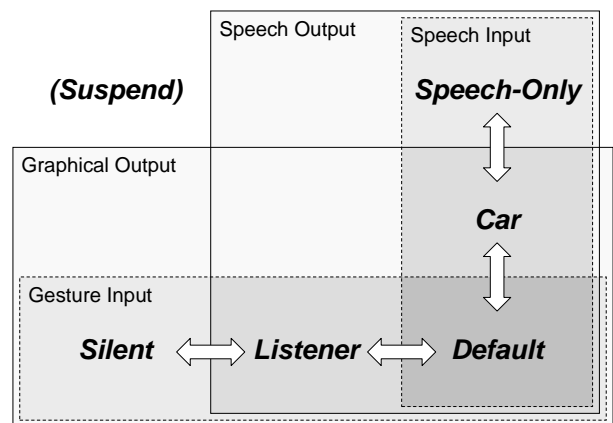 Speech Output
Speech Input
(Suspend)
Speech-Only
Graphical Output
Car
Gesture Input
Silent
Listener
Default